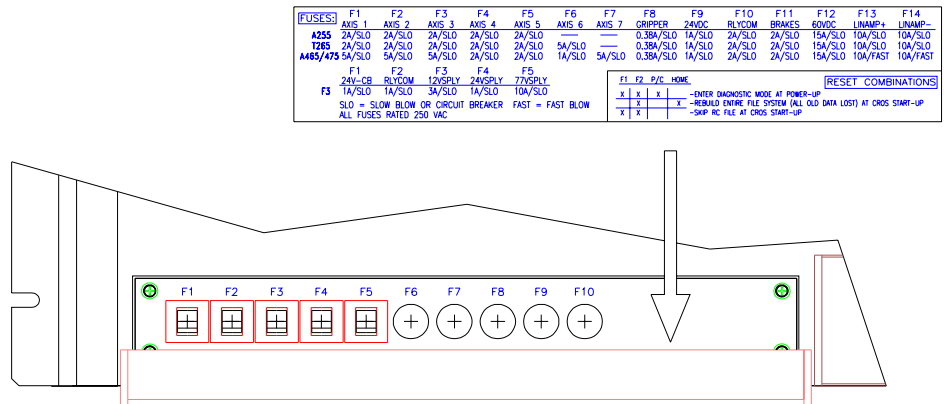 FUSES: F1 F2 F3 F4 F5 F6 F7 F8 F9 F10 F11 F12 F13 F14
AXIS 1 AXIS 2 AXIS 3 AXIS 4 AXIS 5 AXIS 6 AXIS 7 GRIPPER 24VDC RLYCOM BRAKES 60VDC LINAMP+ LINAMP-
A255 2A/SLO 2A/SLO 2A/SLO 2A/SLO 2A/SLO — — 0.38A/SLO 1A/SLO 2A/SLO 2A/SLO 15A/SLO 10A/SLO 10A/SLO
T265 2A/SLO 2A/SLO 2A/SLO 2A/SLO 2A/SLO 5A/SLO — 0.38A/SLO 1A/SLO 2A/SLO 2A/SLO 15A/SLO 10A/SLO 10A/SLO
A465/475 5A/SLO 5A/SLO 5A/SLO 2A/SLO 2A/SLO 1A/SLO 5A/SLO 0.38A/SLO 1A/SLO 2A/SLO 2A/SLO 15A/SLO 10A/FAST 10A/FAST
F1 F2 F3 F4 F5
24V-CB RLYCOM 12VSPLY 24VSPLY 77VSPLY
F3 1A/SLO 1A/SLO 3A/SLO 1A/SLO 10A/SLO
SLO = SLOW BLOW OR CIRCUIT BREAKER FAST = FAST BLOW
ALL FUSES RATED 250 VAC
F1 F2 P/C HOME RESET COMBINATIONS
X X X -ENTER DIAGNOSTIC MODE AT POWER-UP
X X -REBUILD ENTIRE FILE SYSTEM (ALL OLD DATA LOST) AT CROS START-UP
X X -SKIP RC FILE AT CROS START-UP
F1 F2 F3 F4 F5 F6 F7 F8 F9 F10